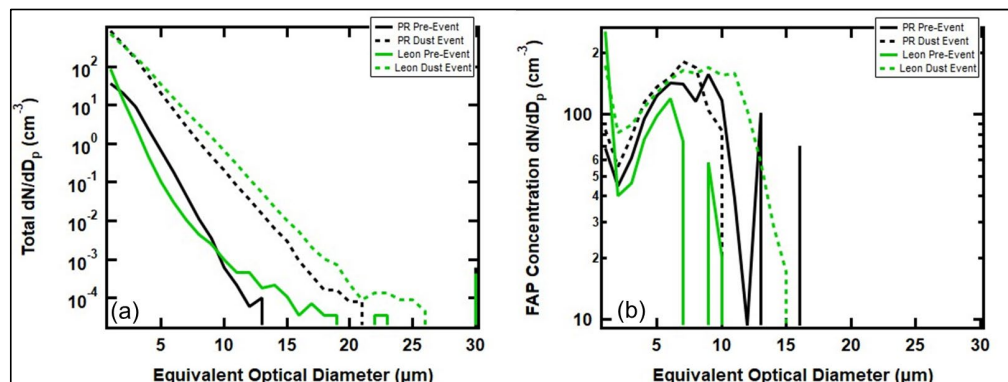 PR Pre-Event
PR Dust Event
Leon Pre-Event
Leon Dust Event
Total dN/dDp (cm-3)
10²
10¹
10⁰
10⁻¹
10⁻²
10⁻³
10⁻⁴
(a)
5 10 15 20 25 30
Equivalent Optical Diameter (µm)
PR Pre-Event
PR Dust Event
Leon Pre-Event
Leon Dust Event
FAP Concentration dN/dDp (cm-3)
2
100
6
5
4
3
2
10
(b)
5 10 15 20 25 30
Equivalent Optical Diameter (µm)